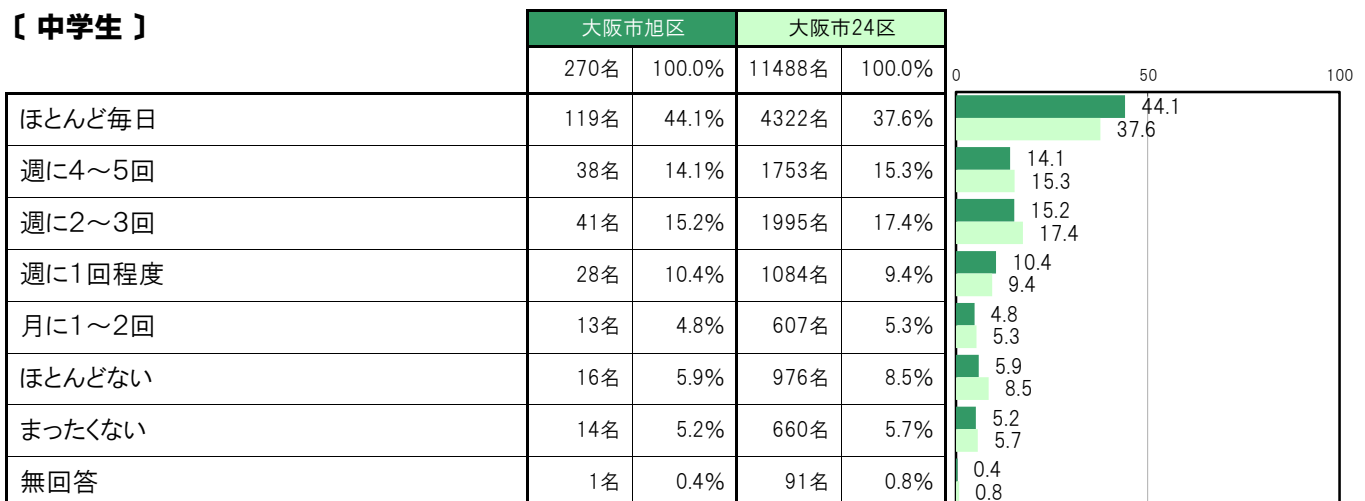 〔 中学生 〕
大阪市旭区 大阪市24区
270名 100.0% 11488名 100.0%
0 50 100
ほとんど毎日 119名 44.1% 4322名 37.6% 44.1
37.6
週に4～5回 38名 14.1% 1753名 15.3% 14.1
15.3
週に2～3回 41名 15.2% 1995名 17.4% 15.2
17.4
週に1回程度 28名 10.4% 1084名 9.4% 10.4
9.4
月に1～2回 13名 4.8% 607名 5.3% 4.8
5.3
ほとんどない 16名 5.9% 976名 8.5% 5.9
8.5
まったくない 14名 5.2% 660名 5.7% 5.2
5.7
無回答 1名 0.4% 91名 0.8% 0.4
0.8